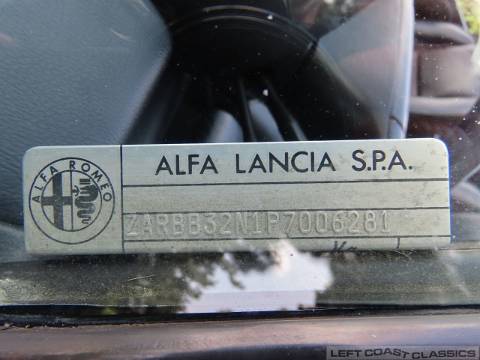 ALFA LANCIA S.P.A.
ALFA ROMEO
ZARBB32N1P7006281
LEFT COAST CLASSICS